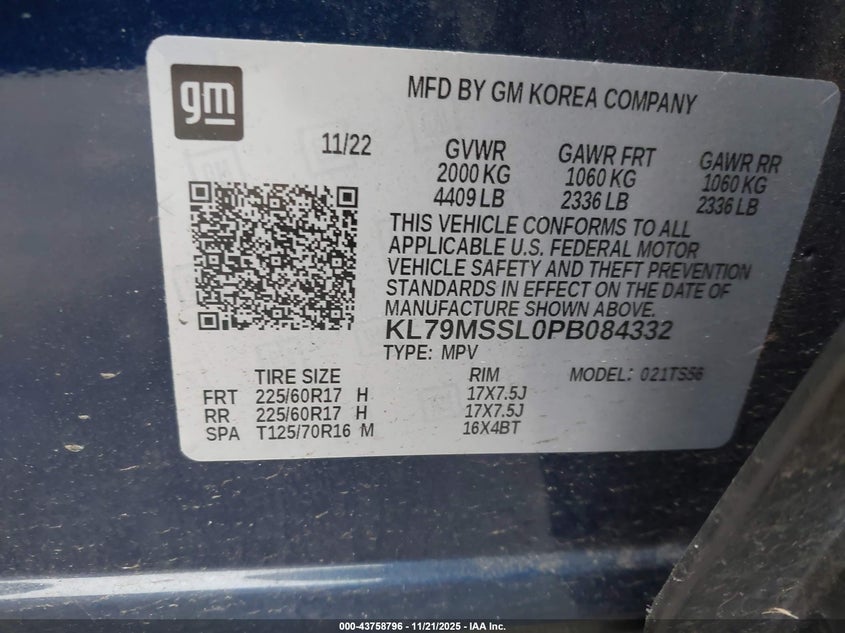 gm
MFD BY GM KOREA COMPANY
11/22 GVWR GAWR FRT GAWR RR
2000 KG 1060 KG 1060 KG
4409 LB 2336 LB 2336 LB
THIS VEHICLE CONFORMS TO ALL
APPLICABLE U.S. FEDERAL MOTOR
VEHICLE SAFETY AND THEFT PREVENTION
STANDARDS IN EFFECT ON THE DATE OF
MANUFACTURE SHOWN ABOVE.
KL79MSSL0PB084332
TYPE: MPV
TIRE SIZE RIM MODEL: 021TS56
FRT 225/60R17 H 17X7.5J
RR 225/60R17 H 17X7.5J
SPA T125/70R16 M 16X4BT
000-43758796 - 11/21/2025 - IAA Inc.